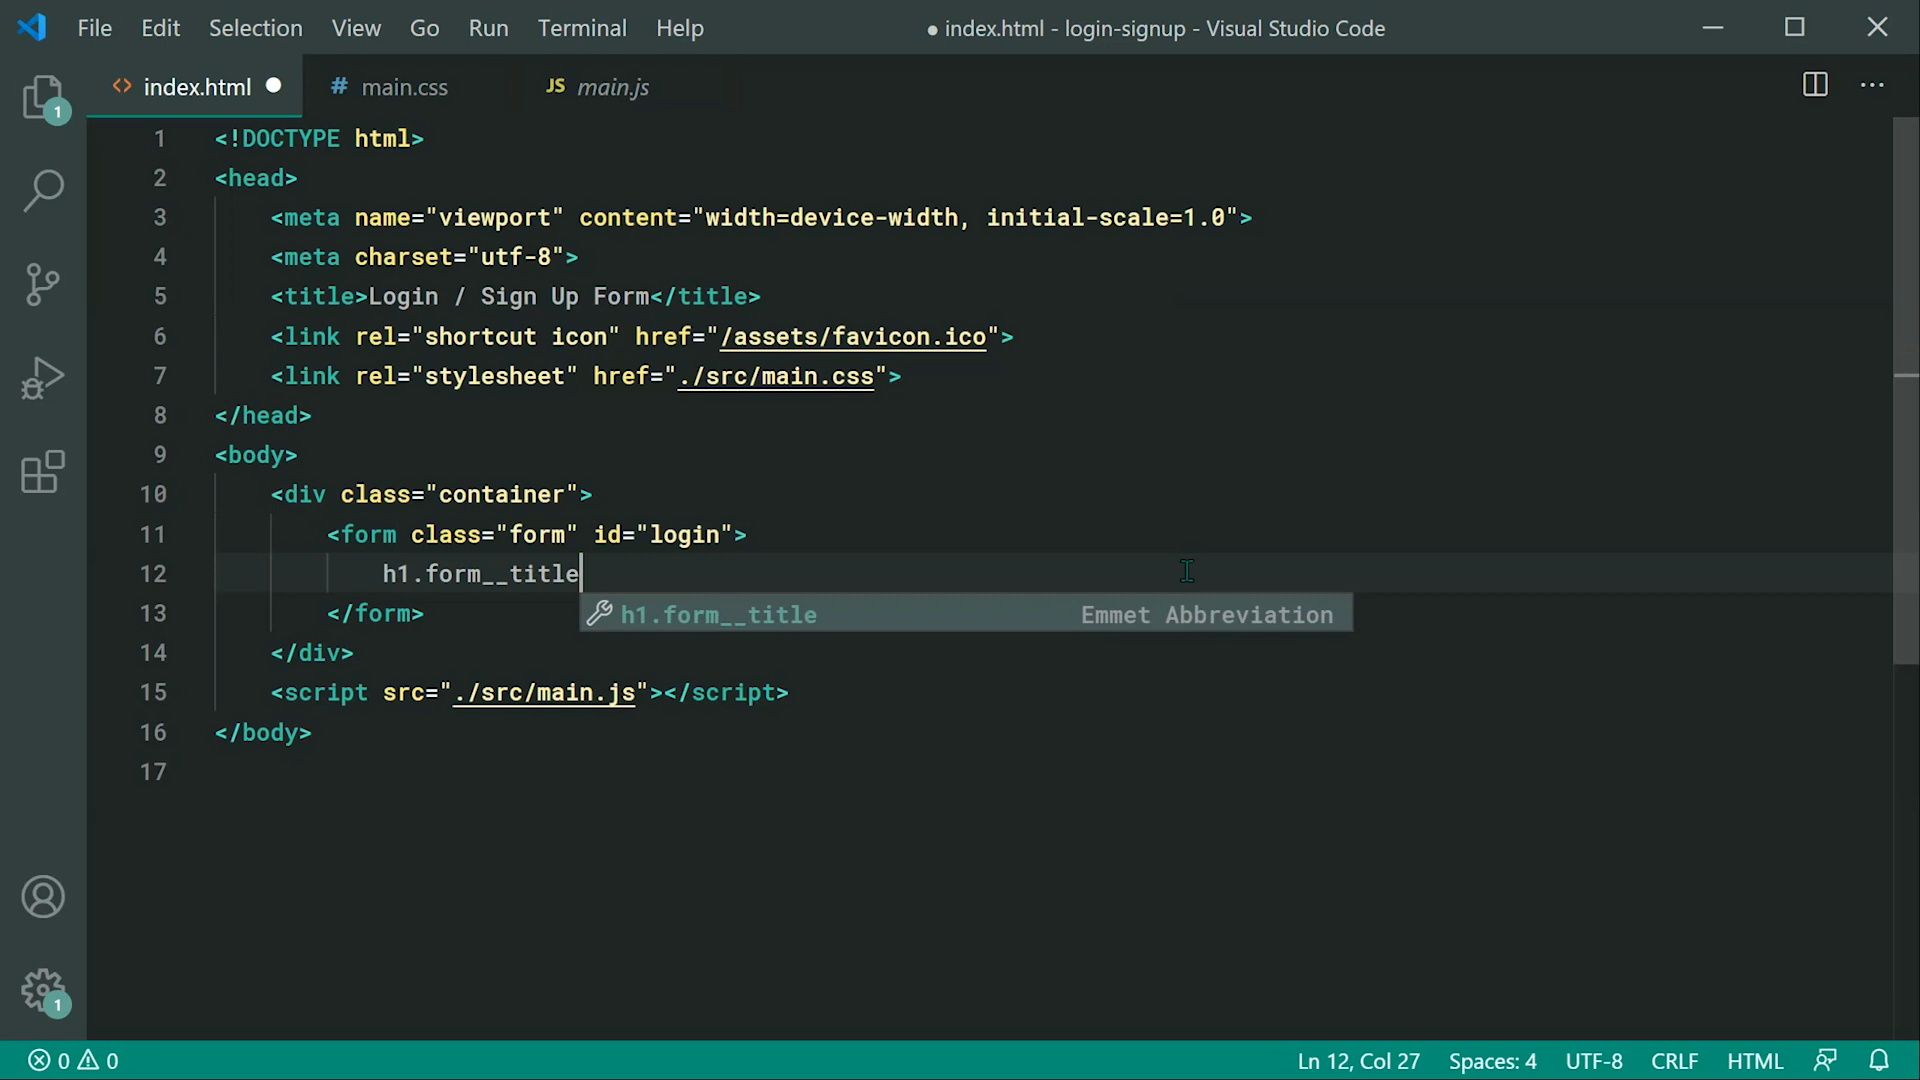 File Edit Selection View Go Run Terminal Help ● index.html - login-signup - Visual Studio Code
<> index.html ● # main.css JS main.js
1
1 <!DOCTYPE html>
2 <head>
3 <meta name="viewport" content="width=device-width, initial-scale=1.0">
4 <meta charset="utf-8">
5 <title>Login / Sign Up Form</title>
6 <link rel="shortcut icon" href="/assets/favicon.ico">
7 <link rel="stylesheet" href="./src/main.css">
8 </head>
9 <body>
10 <div class="container">
11 <form class="form" id="login">
12 h1.form__title
13 </form>
h1.form__title Emmet Abbreviation
14 </div>
15 <script src="./src/main.js"></script>
16 </body>
17
1
0 0 Ln 12, Col 27 Spaces: 4 UTF-8 CRLF HTML